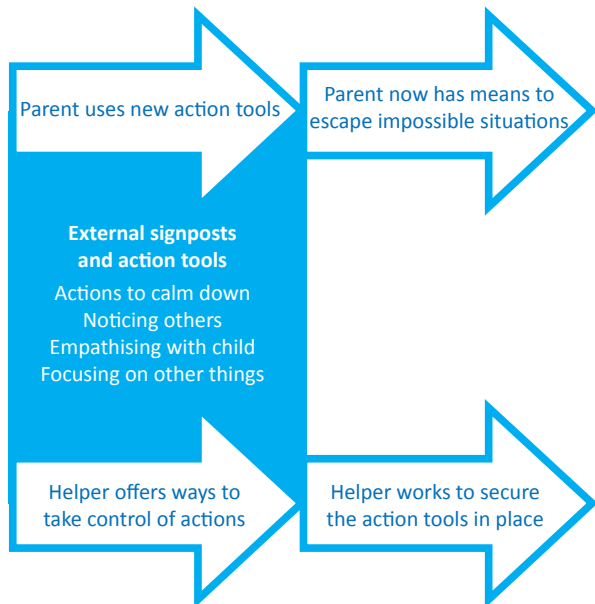 Parent uses new action tools
Parent now has means to
escape impossible situations
External signposts
and action tools
Actions to calm down
Noticing others
Empathising with child
Focusing on other things
Helper offers ways to
take control of actions
Helper works to secure
the action tools in place